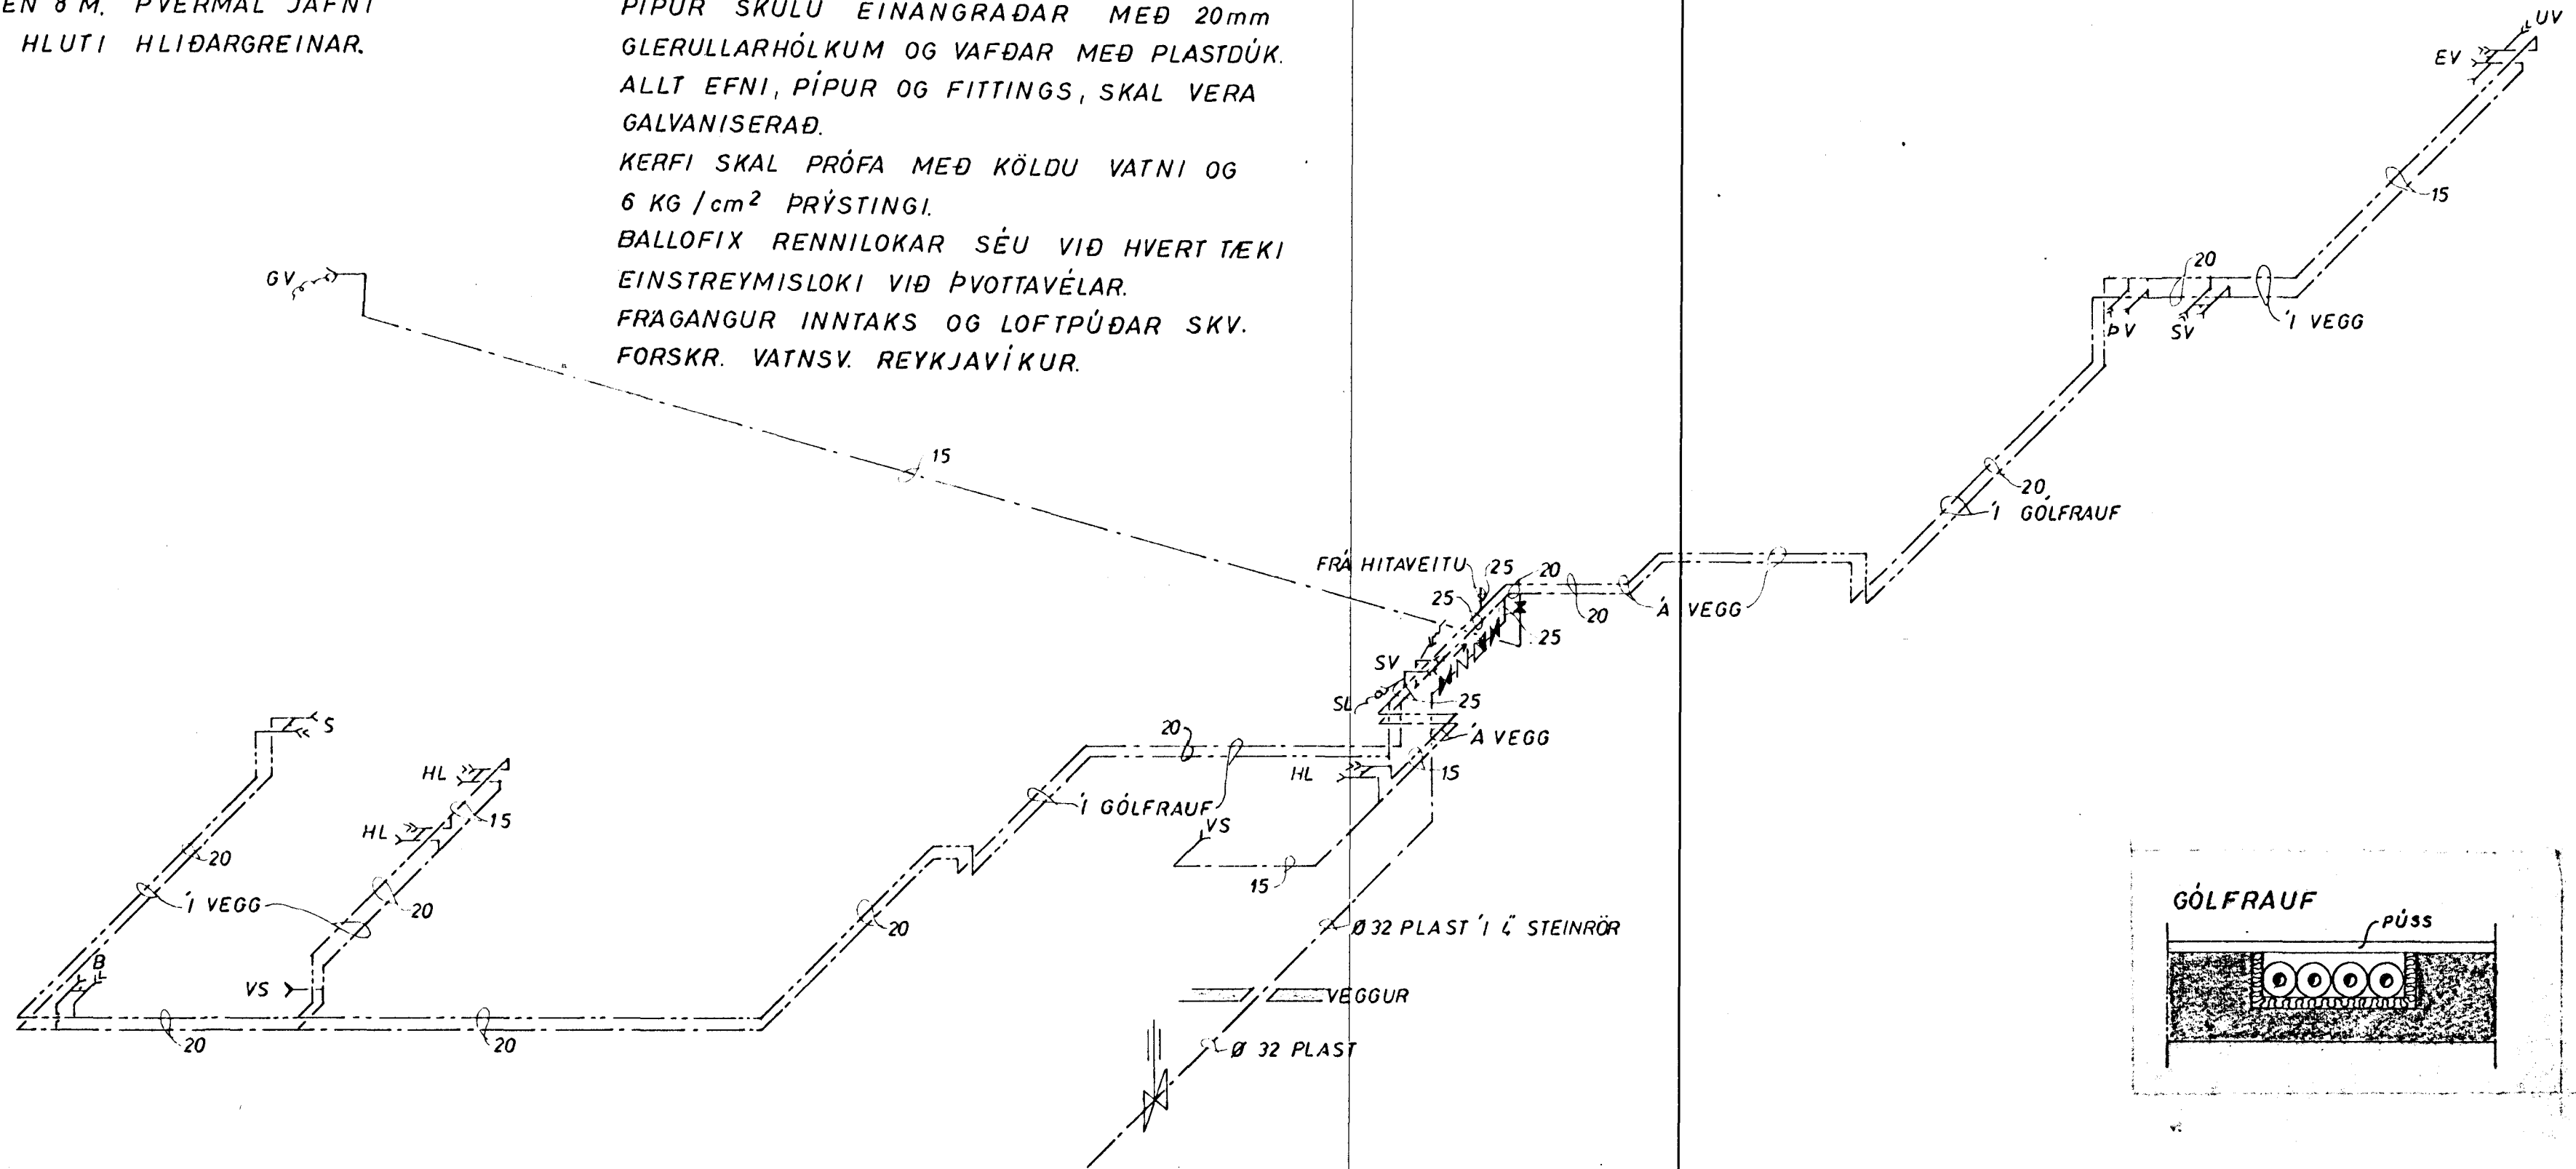 EN 8 M. ÞVERMÁL JAFNT
HLUTI HLIÐARGREINAR.
PÍPUR SKULU EINANGRAÐAR MEÐ 20mm
GLERULLARHÓLKUM OG VAFÐAR MEÐ PLASTDÚK.
ALLT EFNI, PÍPUR OG FITTINGS, SKAL VERA
GALVANISERAÐ.
KERFI SKAL PRÓFA MEÐ KÖLDU VATNI OG
6 KG/cm² ÞRÝSTINGI.
BALLOFIX RENNILOKAR SÉU VIÐ HVERT TÆKI
EINSTREYMISLOKI VIÐ ÞVOTTAVÉLAR.
FRÁGANGUR INNTAKS OG LOFTPÚÐAR SKV.
FORSKR. VATNSV. REYKJAVÍKUR.
UV
EV
15
20
ÞV
SV
Í VEGG
GV
15
20
Í GÓLFRAUF
FRÁ HITAVEITU
25
20
25
20
Á VEGG
25
SV
SL
25
Á VEGG
S
20
HL
HL
15
15
HL
Í GÓLFRAUF
VS
20
15
Í VEGG
20
20
Ø 32 PLAST Í 4" STEINRÖR
B
VS
VEGGUR
20
20
Ø 32 PLAST
GÓLFRAUF
PÚSS